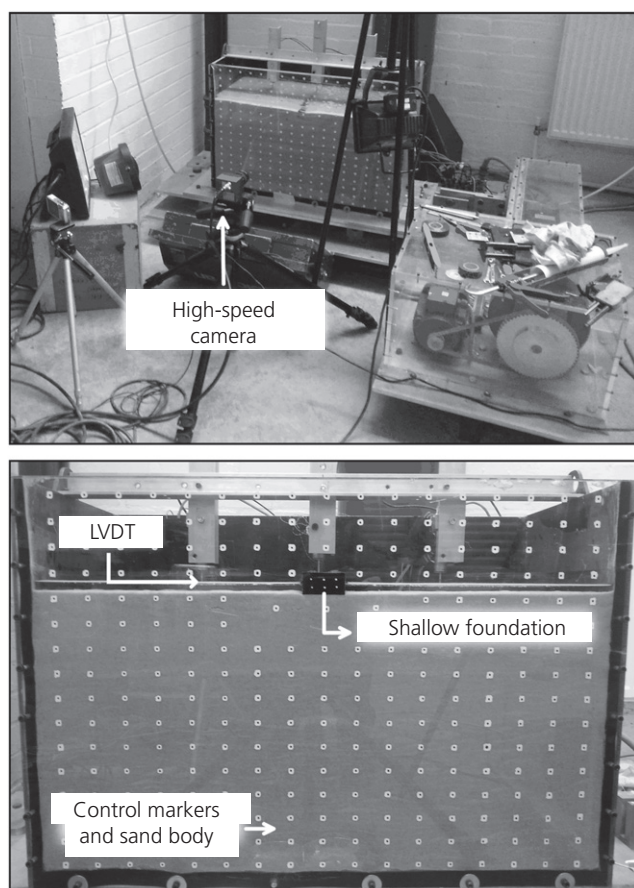 High-speed
camera
LVDT
Shallow foundation
Control markers
and sand body